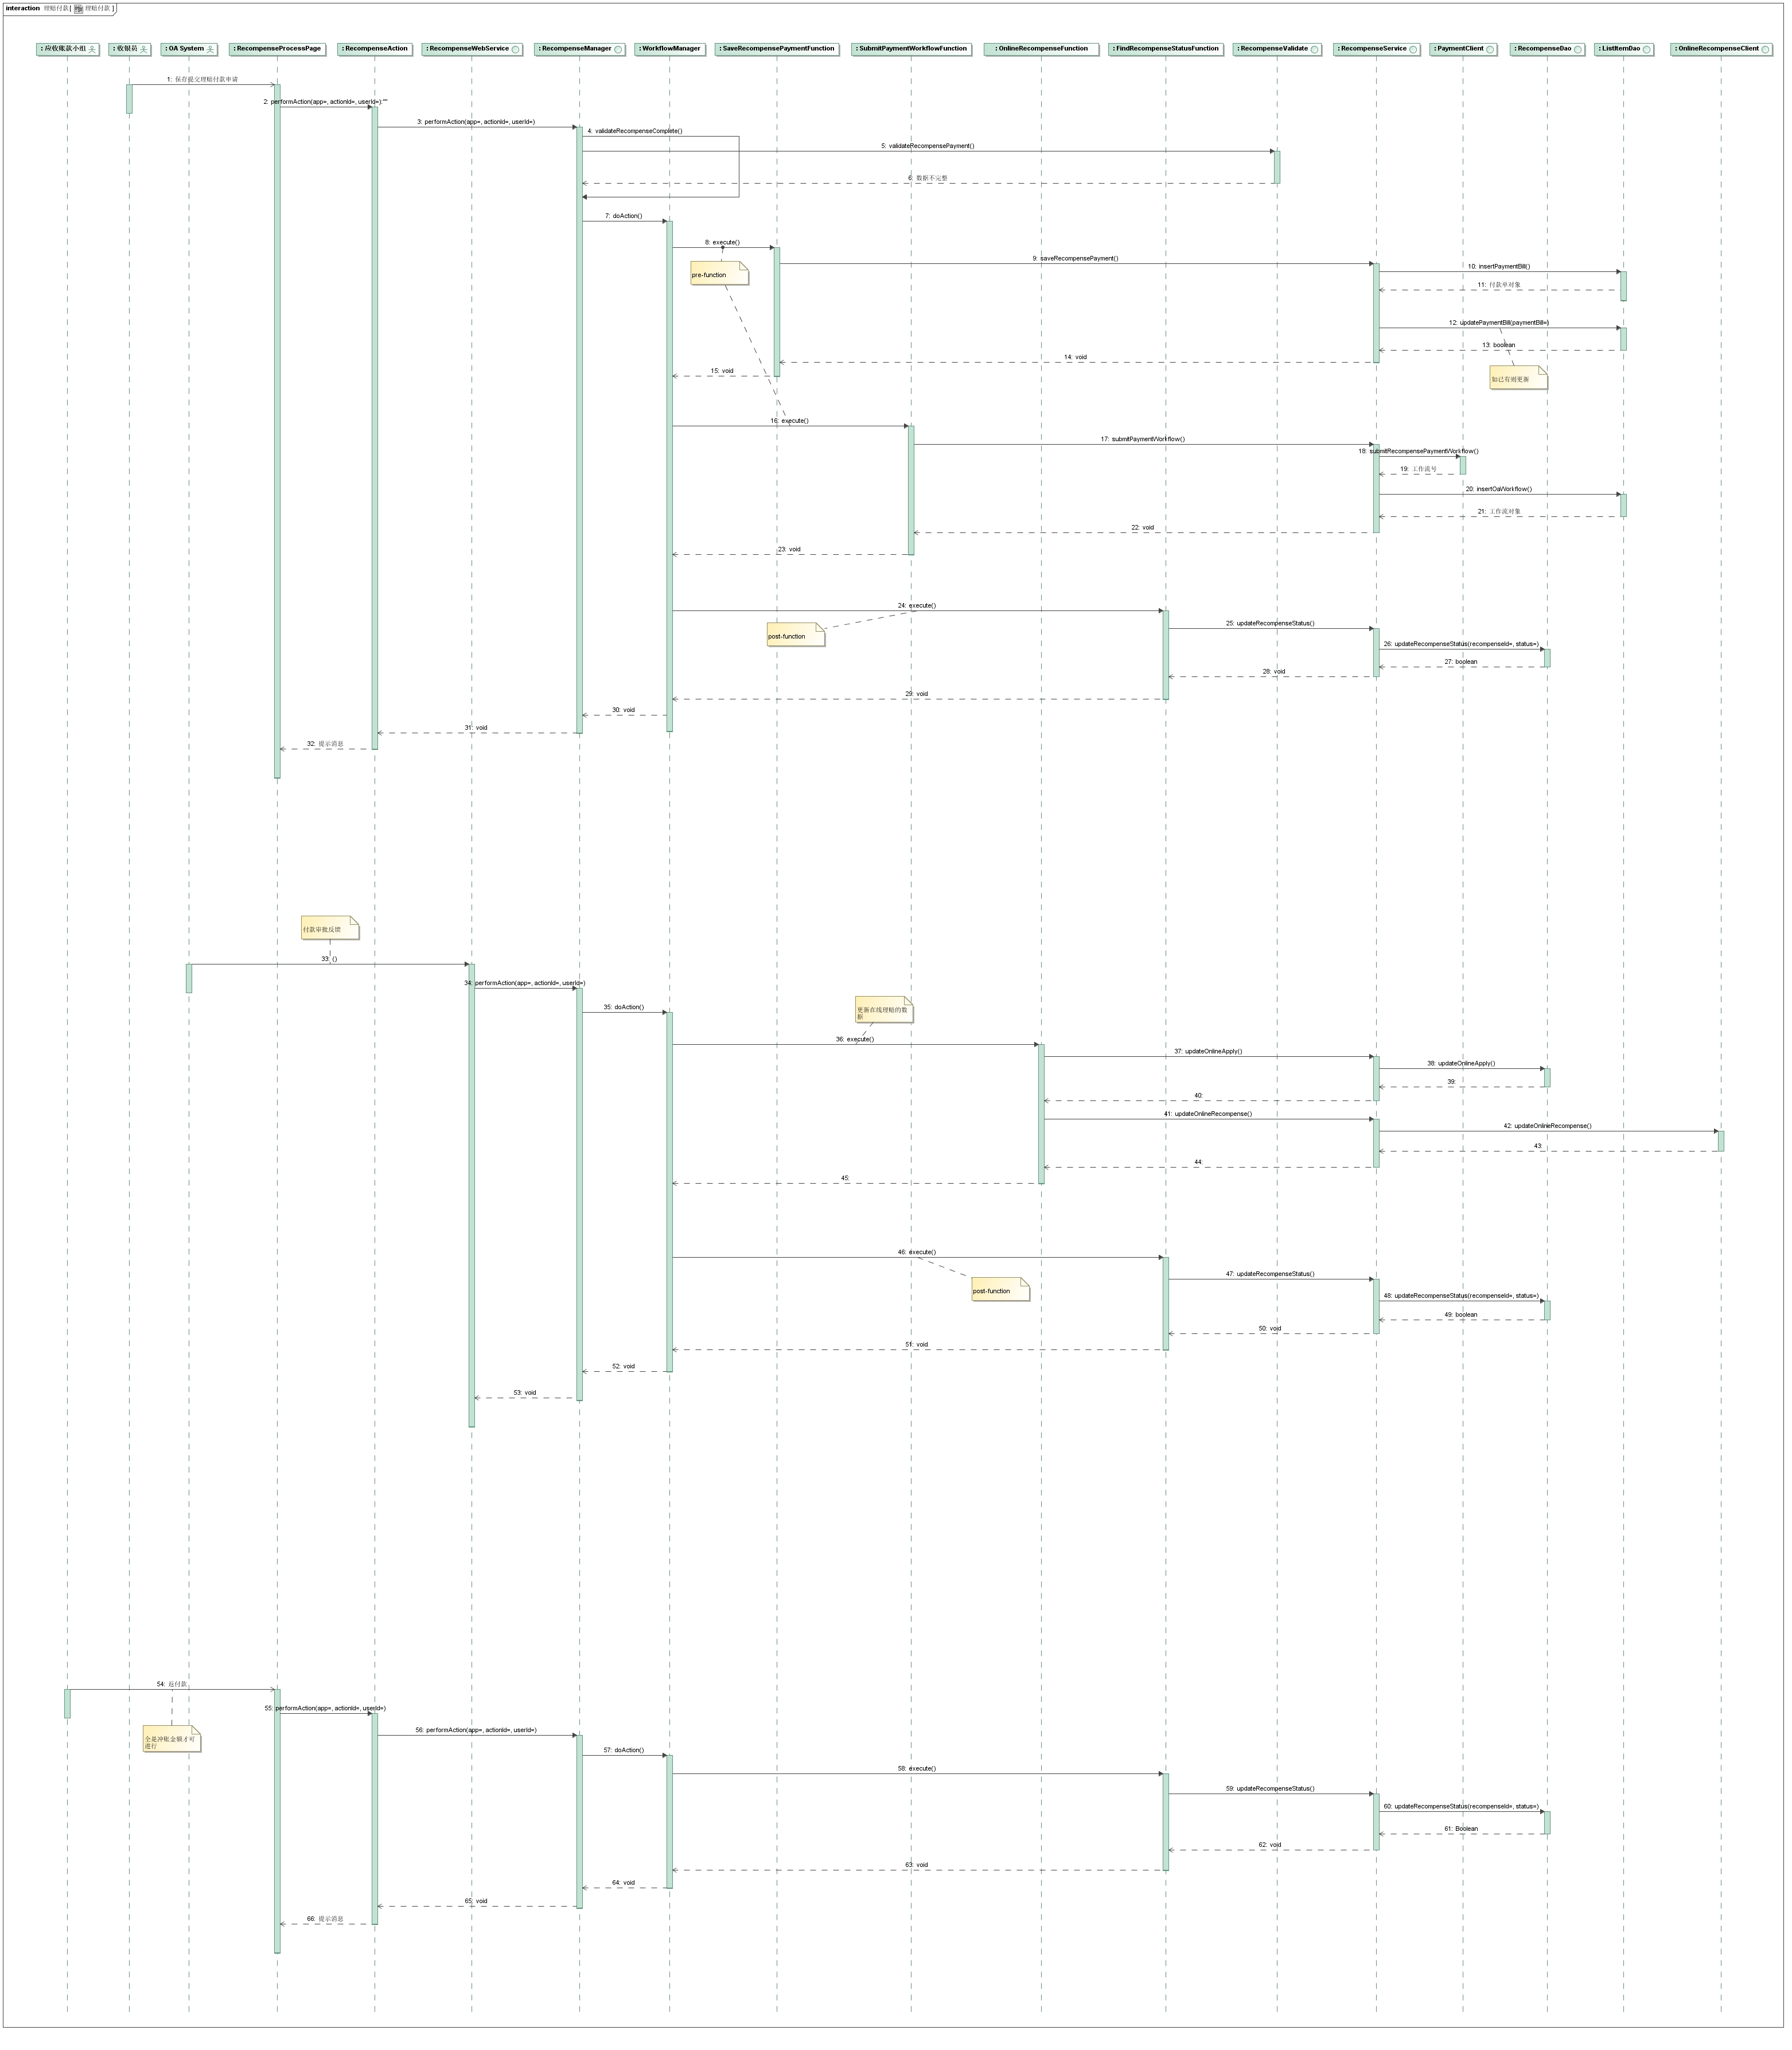 interaction 理赔付款[ 理赔付款 ]
: 应收账款小组
: 收银员
: OA System
: RecompenseProcessPage
: RecompenseAction
: RecompenseWebService
: RecompenseManager
: WorkflowManager
: SaveRecompensePaymentFunction
: SubmitPaymentWorkflowFunction
: OnlineRecompenseFunction
: FindRecompenseStatusFunction
: RecompenseValidate
: RecompenseService
: PaymentClient
: RecompenseDao
: ListItemDao
: OnlineRecompenseClient
1: 保存提交理赔付款申请
2: performAction(app=, actionId=, userId=):""
3: performAction(app=, actionId=, userId=)
4: validateRecompenseComplete()
5: validateRecompensePayment()
6: 数据不完整
7: doAction()
8: execute()
pre-function
9: saveRecompensePayment()
10: insertPaymentBill()
11: 付款单对象
12: updatePaymentBill(paymentBill=)
13: boolean
14: void
15: void
如已有则更新
16: execute()
17: submitPaymentWorkflow()
18: submitRecompensePaymentWorkflow()
19: 工作流号
20: insertOaWorkflow()
21: 工作流对象
22: void
23: void
24: execute()
post-function
25: updateRecompenseStatus()
26: updateRecompenseStatus(recompenseId=, status=)
27: boolean
28: void
29: void
30: void
31: void
32: 提示消息
付款审批反馈
33: ()
34: performAction(app=, actionId=, userId=)
35: doAction()
更新在线理赔的数
据
36: execute()
37: updateOnlineApply()
38: updateOnlineApply()
39:
40:
41: updateOnlineRecompense()
42: updateOnlineRecompense()
43:
44:
45:
46: execute()
post-function
47: updateRecompenseStatus()
48: updateRecompenseStatus(recompenseId=, status=)
49: boolean
50: void
51: void
52: void
53: void
54: 返付款
55: performAction(app=, actionId=, userId=)
全是冲账金额才可
进行
56: performAction(app=, actionId=, userId=)
57: doAction()
58: execute()
59: updateRecompenseStatus()
60: updateRecompenseStatus(recompenseId=, status=)
61: Boolean
62: void
63: void
64: void
65: void
66: 提示消息